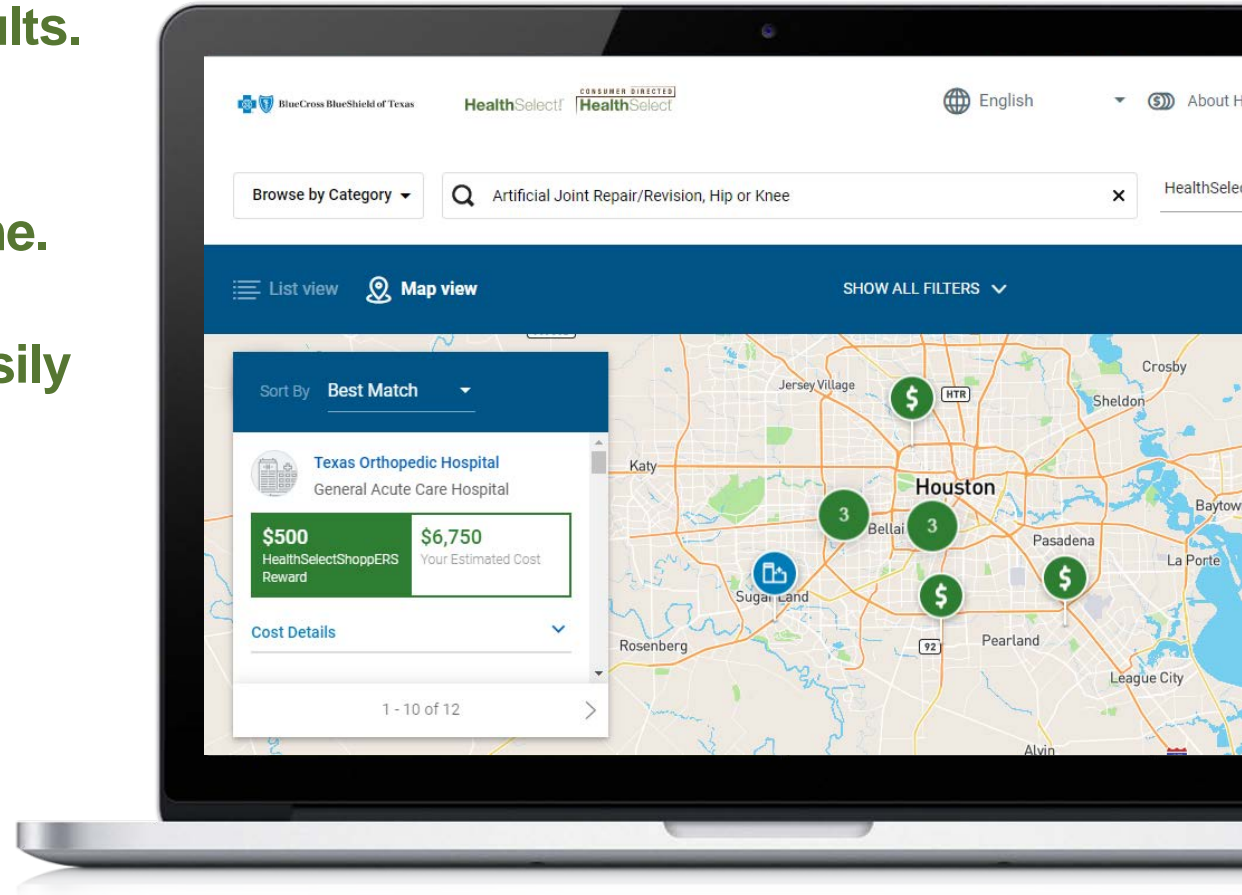 ults.
ne.
sily
BlueCross BlueShield of Texas
HealthSelect
CONSUMER DIRECTED
HealthSelect
English
About H
Browse by Category
Artificial Joint Repair/Revision, Hip or Knee
HealthSelec
List view
Map view
SHOW ALL FILTERS
Sort By Best Match
Texas Orthopedic Hospital
General Acute Care Hospital
$500
HealthSelectShoppERS
Reward
$6,750
Your Estimated Cost
Cost Details
1 - 10 of 12
Crosby
Jersey Village
$
HTR
Sheldon
Katy
Houston
3
Bellai
3
Baytow
Pasadena
La Porte
$
Sugar Land
$
Rosenberg
92
Pearland
League City
Alvin